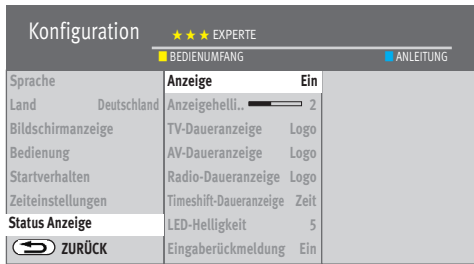 Konfiguration
★ ★ ★ EXPERTE
BEDIENUMFANG
ANLEITUNG
Sprache
Land Deutschland
Bildschirmanzeige
Bedienung
Startverhalten
Zeiteinstellungen
Status Anzeige
ZURÜCK
Anzeige Ein
Anzeigehelli.. 2
TV-Daueranzeige Logo
AV-Daueranzeige Logo
Radio-Daueranzeige Logo
Timeshift-Daueranzeige Zeit
LED-Helligkeit 5
Eingaberückmeldung Ein